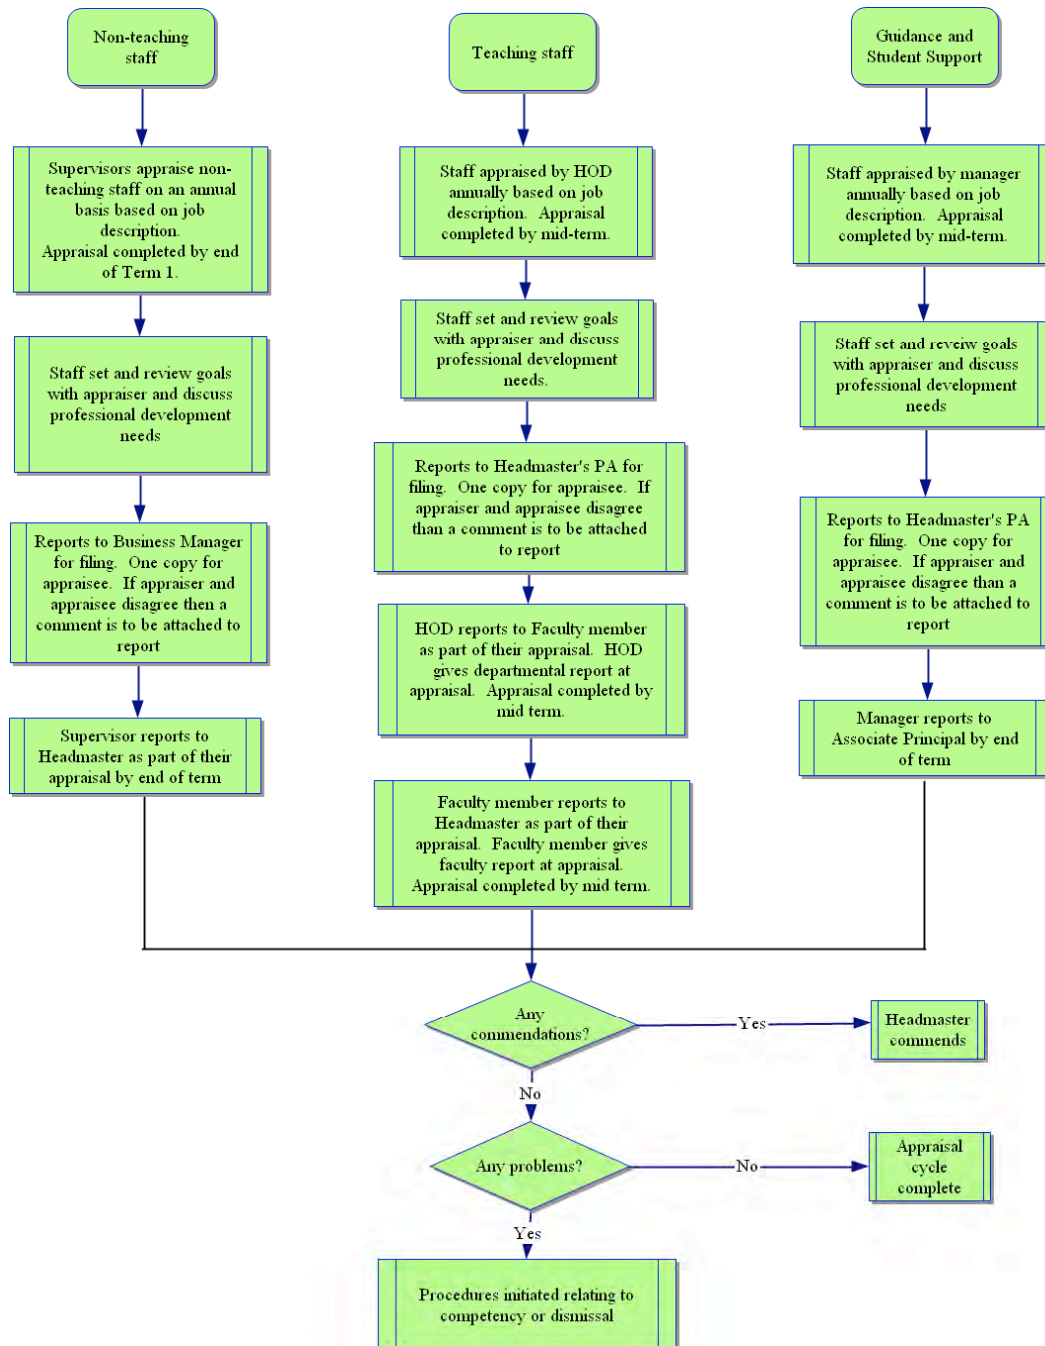 Non-teaching
staff
Supervisors appraise non-
teaching staff on an annual
basis based on job
description.
Appraisal completed by end
of Term 1.
Staff set and review goals
with appraiser and discuss
professional development
needs
Reports to Business Manager
for filing. One copy for
appraisee. If appraiser and
appraisee disagree then a
comment is to be attached to
report
Supervisor reports to
Headmaster as part of their
appraisal by end of term
Teaching staff
Staff appraised by HOD
annually based on job
description. Appraisal
completed by mid-term.
Staff set and review goals
with appraiser and discuss
professional development
needs.
Reports to Headmaster's PA for
filing. One copy for appraisee. If
appraiser and appraisee disagree
than a comment is to be attached
to report
HOD reports to Faculty member
as part of their appraisal. HOD
gives departmental report at
appraisal. Appraisal completed by
mid term.
Faculty member reports to
Headmaster as part of their
appraisal. Faculty member gives
faculty report at appraisal.
Appraisal completed by mid term.
Guidance and
Student Support
Staff appraised by manager
annually based on job
description. Appraisal
completed by mid-term.
Staff set and reveiw goals
with appraiser and discuss
professional development
needs
Reports to Headmaster's PA
for filing. One copy for
appraisee. If appraiser and
appraisee disagree than a
comment is to be attached to
report
Manager reports to
Associate Principal by end
of term
Any
commendations?
Yes
Headmaster
commends
No
Any problems?
No
Appraisal
cycle
complete
Yes
Procedures initiated relating to
competency or dismissal